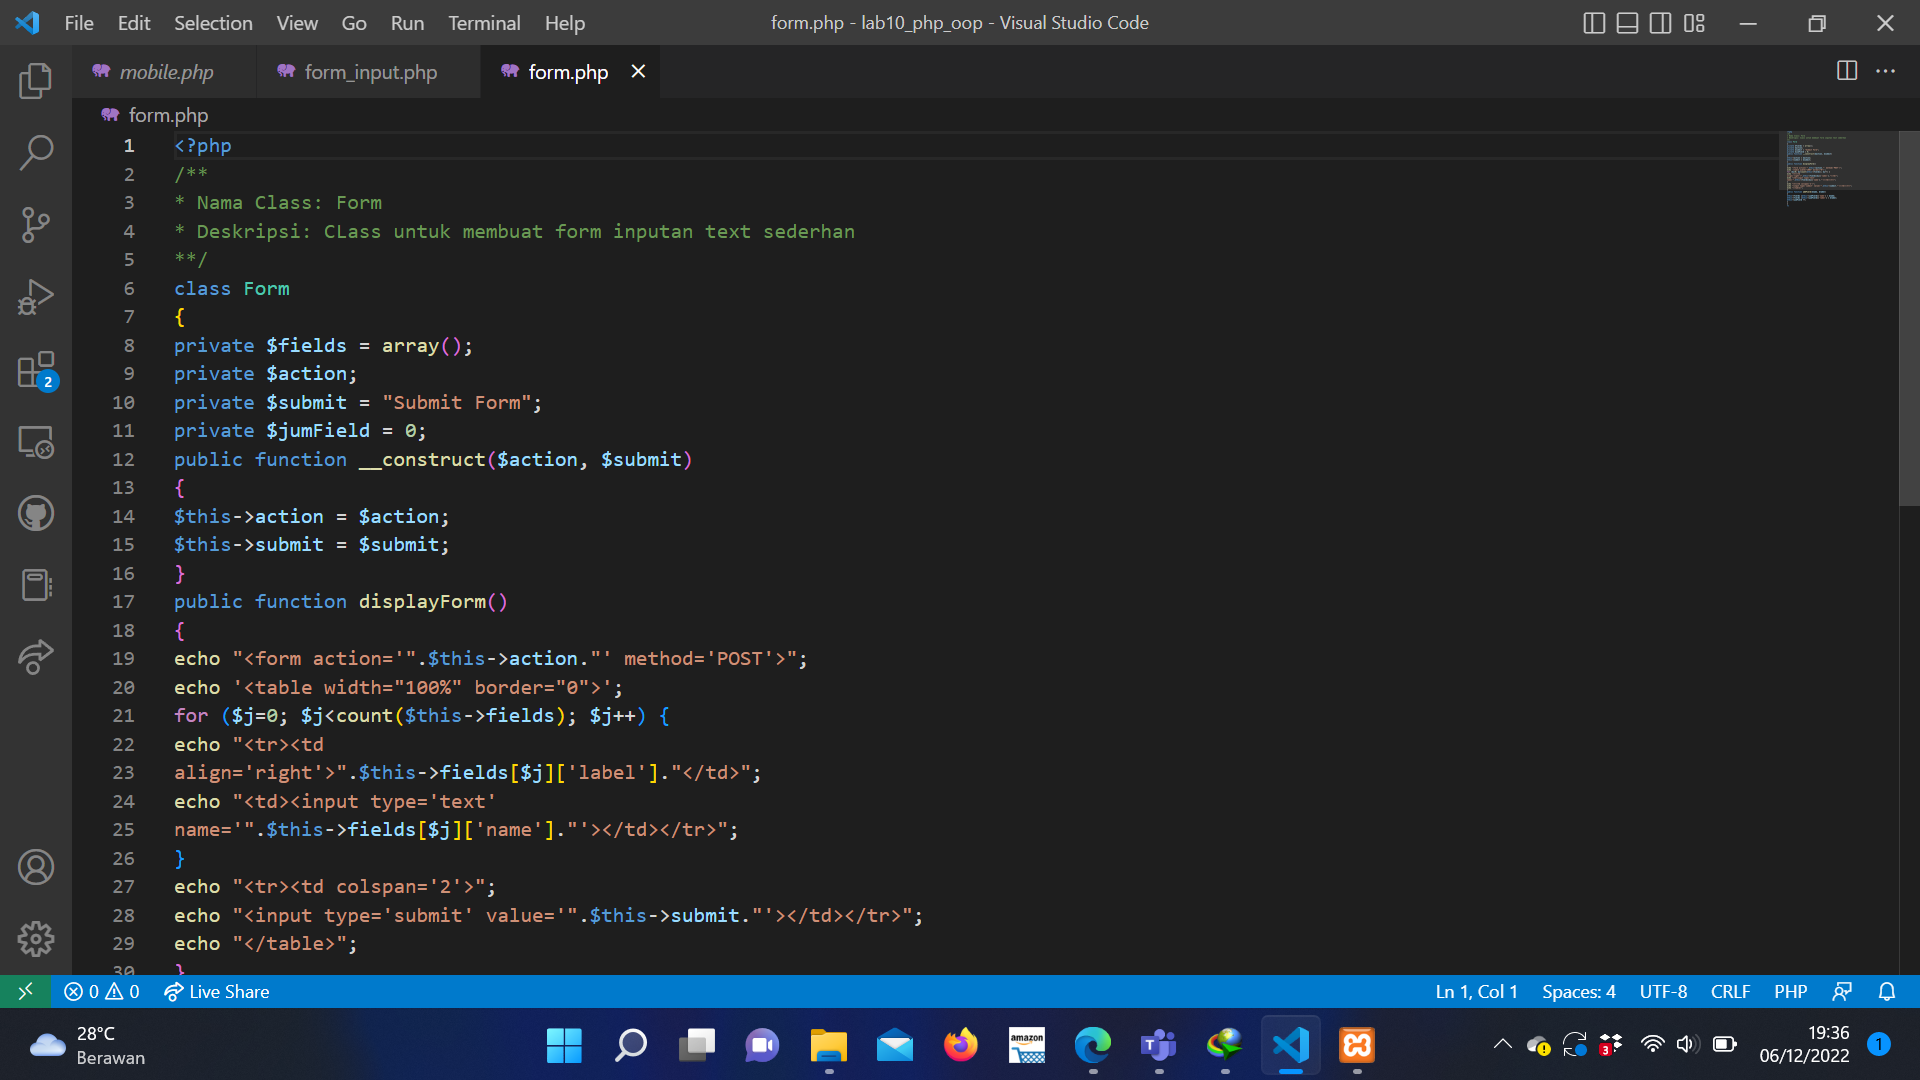 File Edit Selection View Go Run Terminal Help form.php - lab10_php_oop - Visual Studio Code
mobile.php form_input.php form.php
form.php
1 <?php
2 /**
3 * Nama Class: Form
4 * Deskripsi: CLass untuk membuat form inputan text sederhan
5 **/
6 class Form
7 {
8 private $fields = array();
9 private $action;
10 private $submit = "Submit Form";
11 private $jumField = 0;
12 public function __construct($action, $submit)
13 {
14 $this->action = $action;
15 $this->submit = $submit;
16 }
17 public function displayForm()
18 {
19 echo "<form action='".$this->action."' method='POST'>";
20 echo '<table width="100%" border="0">';
21 for ($j=0; $j<count($this->fields); $j++) {
22 echo "<tr><td
23 align='right'>".$this->fields[$j]['label']."</td>";
24 echo "<td><input type='text'
25 name='".$this->fields[$j]['name']."'></td></tr>";
26 }
27 echo "<tr><td colspan='2'>";
28 echo "<input type='submit' value='".$this->submit."'></td></tr>";
29 echo "</table>";
30 }
2
0 0 Live Share Ln 1, Col 1 Spaces: 4 UTF-8 CRLF PHP
28°C
Berawan
amazon
3
19:36
06/12/2022
1